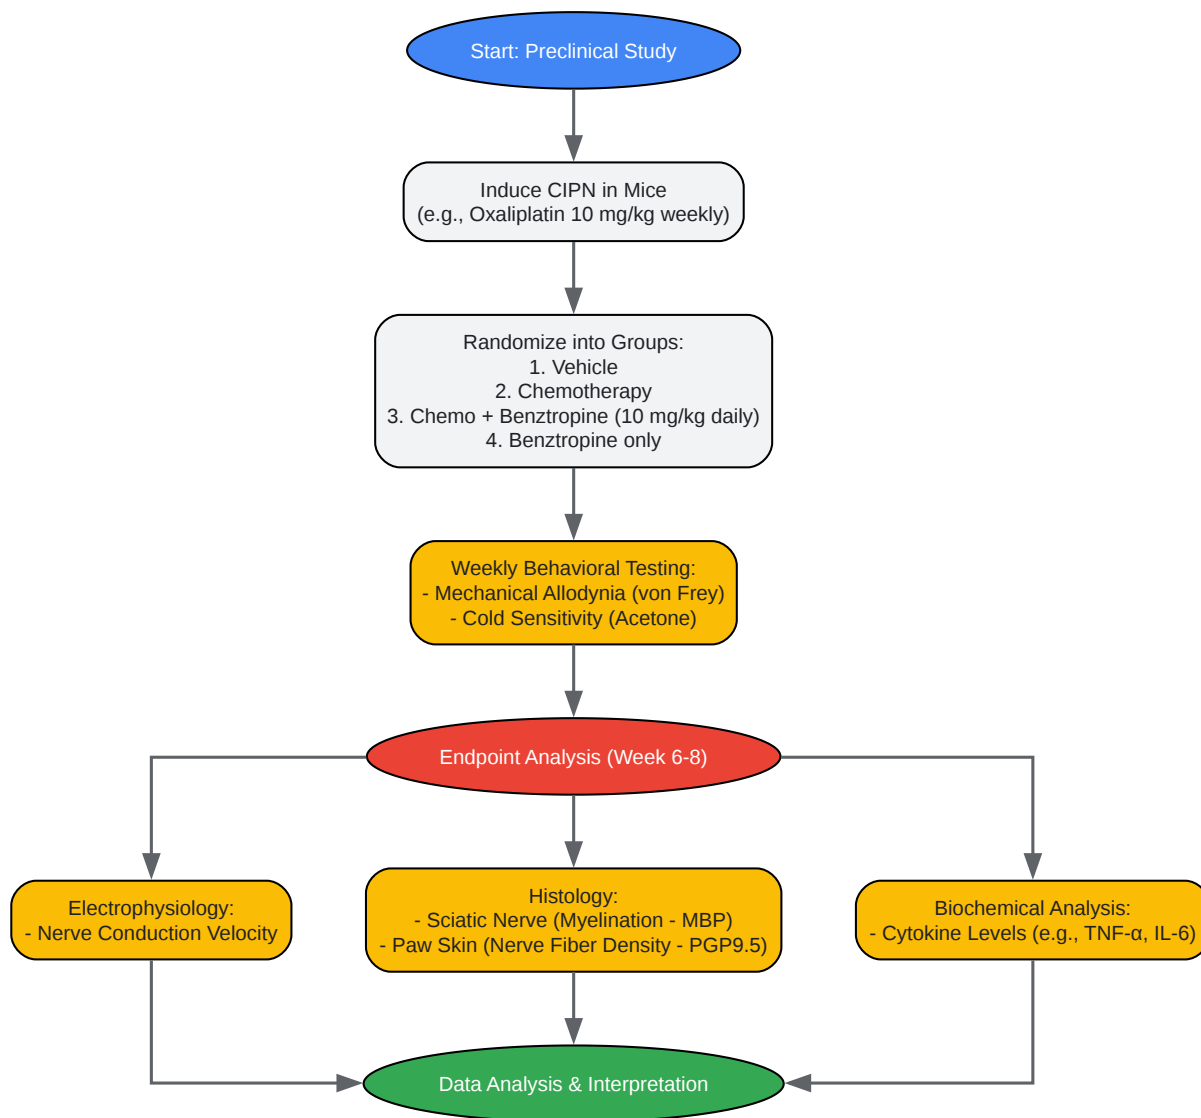 Start: Preclinical Study
Induce CIPN in Mice
(e.g., Oxaliplatin 10 mg/kg weekly)
Randomize into Groups:
1. Vehicle
2. Chemotherapy
3. Chemo + Benztropine (10 mg/kg daily)
4. Benztropine only
Weekly Behavioral Testing:
- Mechanical Allodynia (von Frey)
- Cold Sensitivity (Acetone)
Endpoint Analysis (Week 6-8)
Electrophysiology:
- Nerve Conduction Velocity
Histology:
- Sciatic Nerve (Myelination - MBP)
- Paw Skin (Nerve Fiber Density - PGP9.5)
Biochemical Analysis:
- Cytokine Levels (e.g., TNF-α, IL-6)
Data Analysis & Interpretation